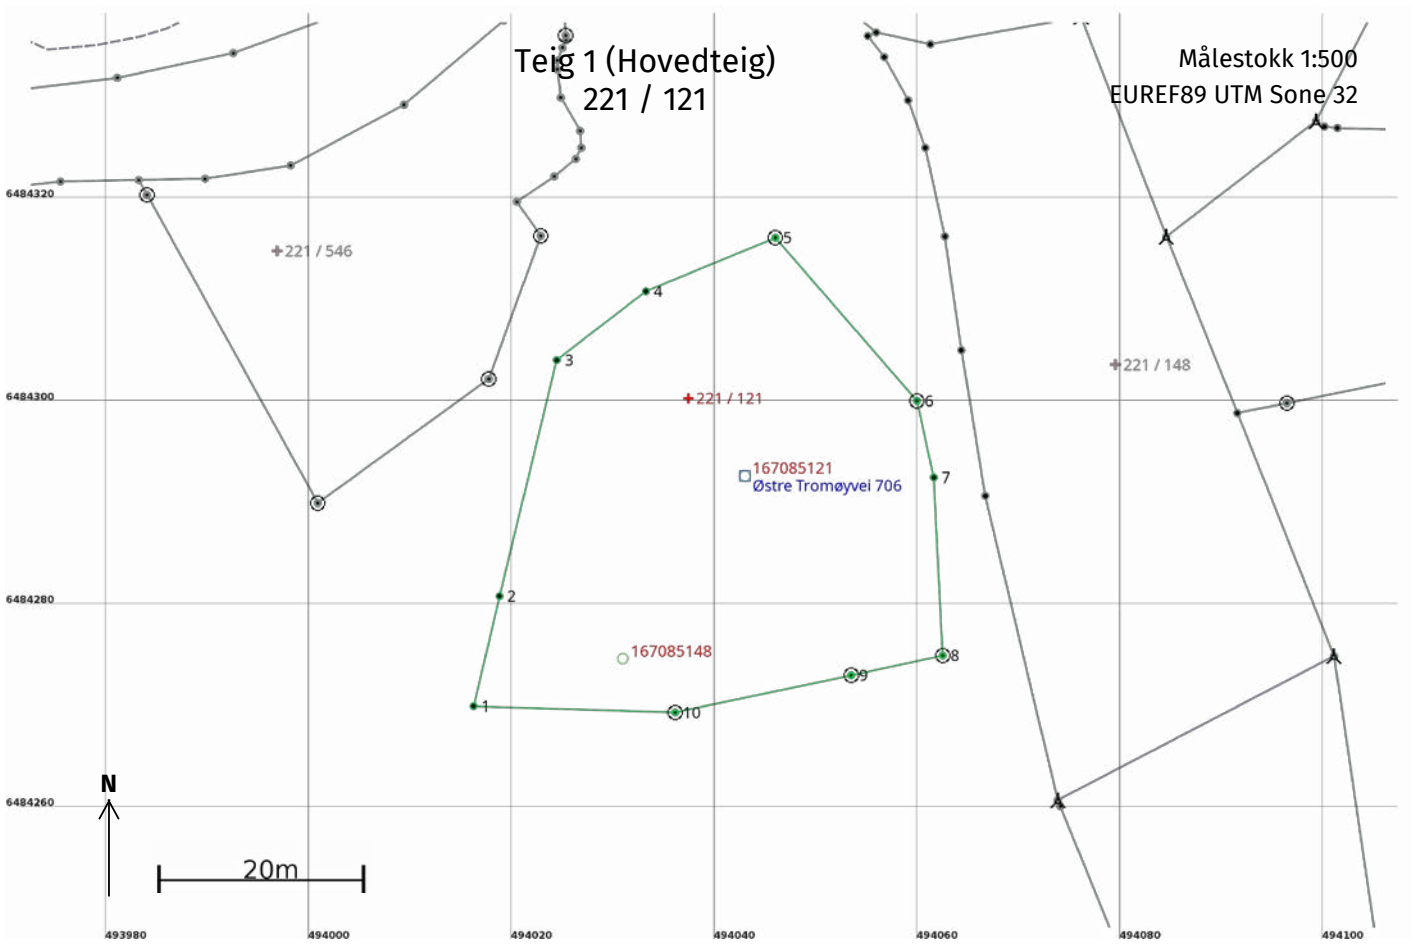 Teig 1 (Hovedteig)
221 / 121
Målestokk 1:500
EUREF89 UTM Sone 32
6484320
221 / 546
5
4
3
221 / 148
6484300
221 / 121
6
167085121
7
Østre Tromøyvei 706
6484280
2
167085148
8
9
1
10
N
6484260
20m
493980
494000
494020
494040
494060
494080
494100